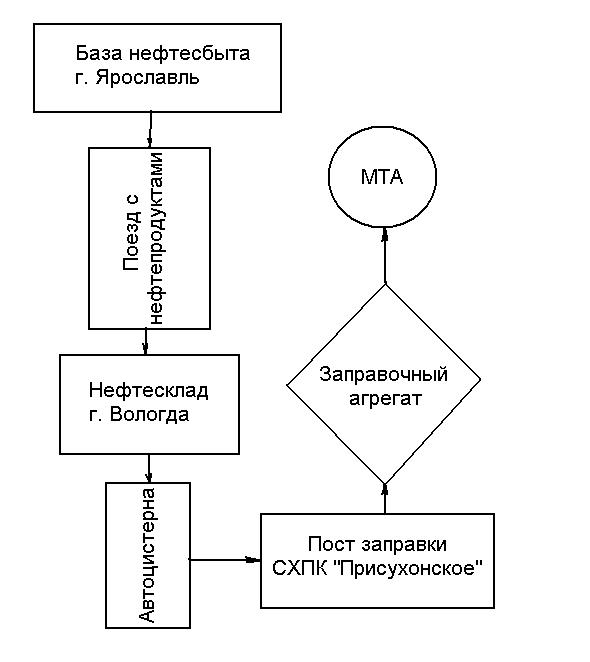 База нефтесбыта
г. Ярославль
Поезд с
нефтепродуктами
Нефтесклад
г. Вологда
Автоцистерна
Пост заправки
СХПК "Присухонское"
Заправочный
агрегат
МТА